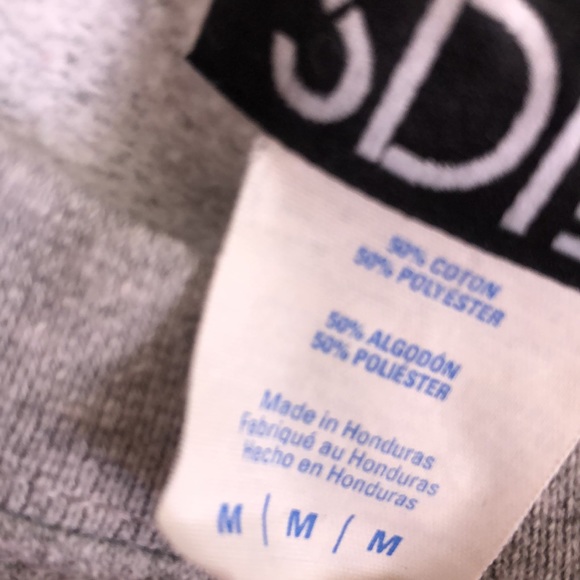 50% COTON
50% POLYESTER
50% ALGODÓN
50% POLIÉSTER
Made in Honduras
Fabriqué au Honduras
Hecho en Honduras
M / M / M